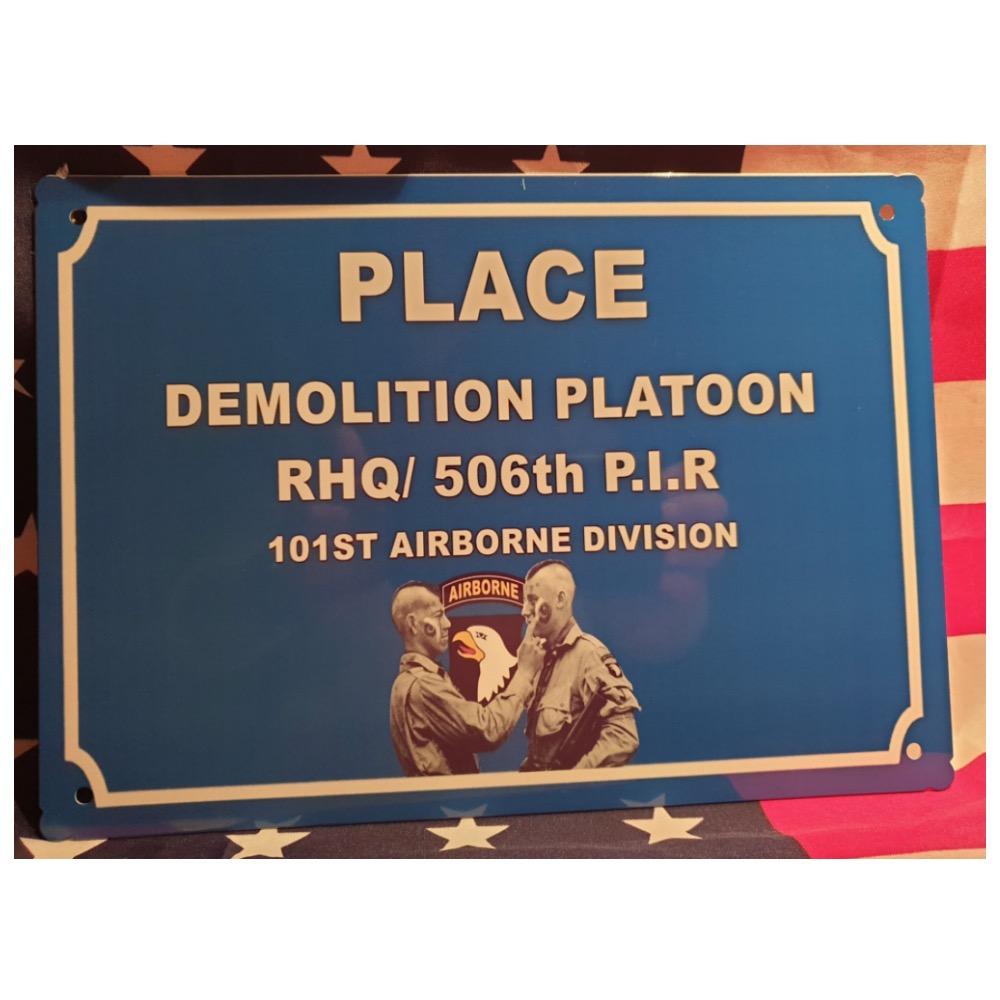 PLACE
DEMOLITION PLATOON
RHQ/ 506th P.I.R
101ST AIRBORNE DIVISION
AIRBORNE